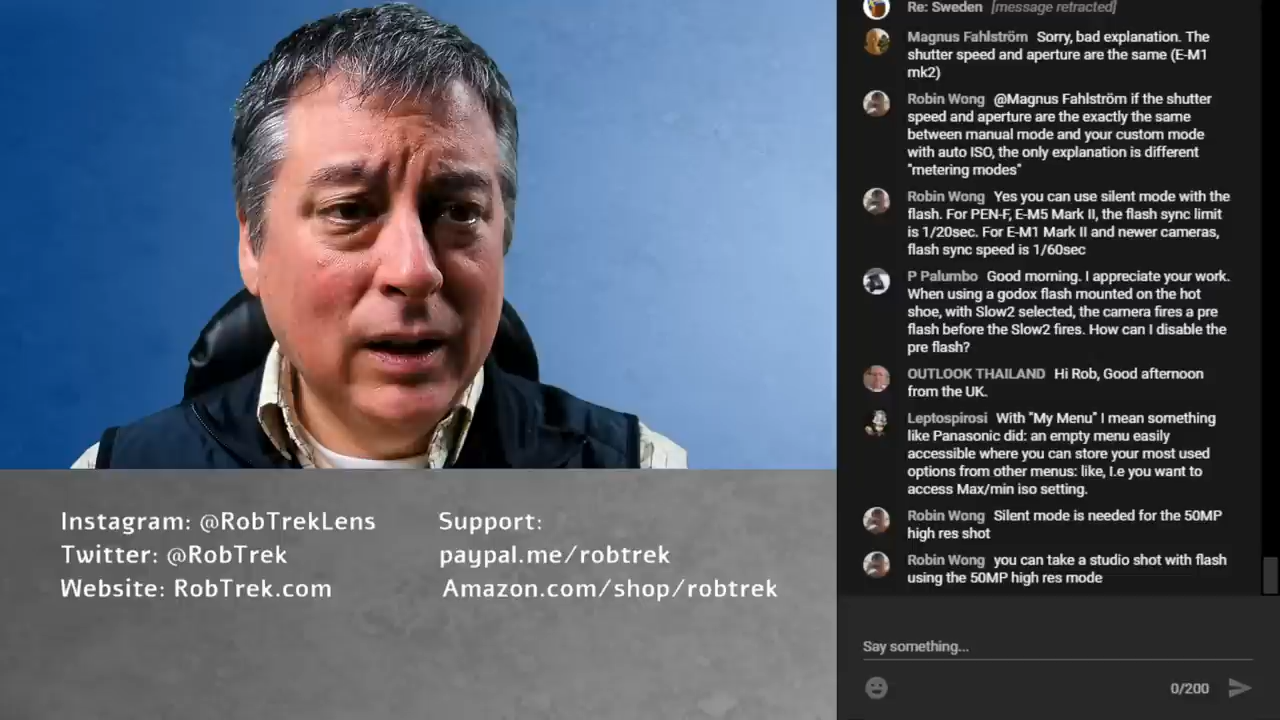 Instagram: @RobTrekLens
Twitter: @RobTrek
Website: RobTrek.com
Support:
paypal.me/robtrek
Amazon.com/shop/robtrek
Re: Sweden [message retracted]
Magnus Fahlström Sorry, bad explanation. The
shutter speed and aperture are the same (E-M1
mk2)
Robin Wong @Magnus Fahlström if the shutter
speed and aperture are the exactly the same
between manual mode and your custom mode
with auto ISO, the only explanation is different
"metering modes"
Robin Wong Yes you can use silent mode with the
flash. For PEN-F, E-M5 Mark II, the flash sync limit
is 1/20sec. For E-M1 Mark II and newer cameras,
flash sync speed is 1/60sec
P Palumbo Good morning. I appreciate your work.
When using a godox flash mounted on the hot
shoe, with Slow2 selected, the camera fires a pre
flash before the Slow2 fires. How can I disable the
pre flash?
OUTLOOK THAILAND Hi Rob, Good afternoon
from the UK.
Leptospirosi With "My Menu" I mean something
like Panasonic did: an empty menu easily
accessible where you can store your most used
options from other menus: like, I.e you want to
access Max/min iso setting.
Robin Wong Silent mode is needed for the 50MP
high res shot
Robin Wong you can take a studio shot with flash
using the 50MP high res mode
Say something...
0/200